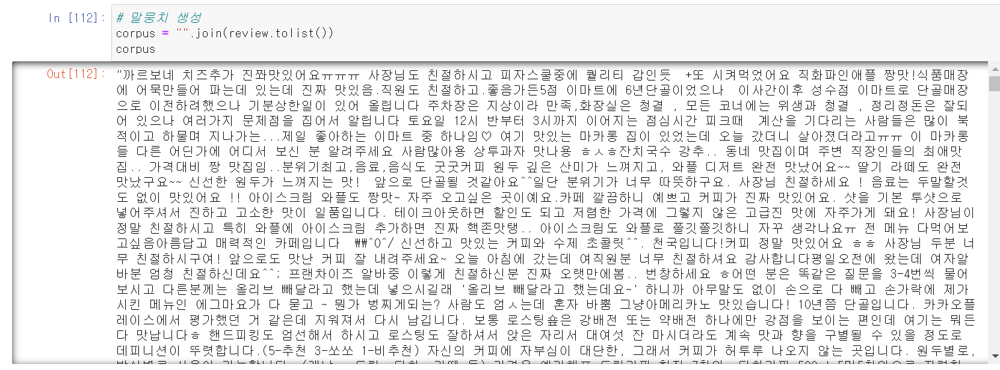 In [112]: # 말뭉치 생성
corpus = "".join(review.tolist())
corpus
Out[112]: "까르보네 치즈추가 진쫘맛있어요ㅠㅠㅠ 사장님도 친절하시고 피자스쿨중에 퀄리티 갑인듯  +또 시켜먹었어요 직화파인애플 짱맛!식품매장
에 어묵만들어 파는데 있는데 진짜 맛있음.직원도 친절하고.좋음가든5점 이마트에 6년단골이었으나  이사간이후 성수점 이마트로 단골매장
으로 이전하려했으나 기분상한일이 있어 올립니다 주차장은 지상이라 만족,화장실은 청결 , 모든 코너에는 위생과 청결 , 정리정돈은 잘되
어 있으나 여러가지 문제점을 집어서 알립니다 토요일 12시 반부터 3시까지 이어지는 점심시간 피크때  계산을 기다리는 사람들은 많이 북
적이고 하물며 지나가는...제일 좋아하는 이마트 중 하나임♡ 여기 맛있는 마카롱 집이 있었는데 오늘 갔더니 살아졌더라고ㅠㅠ 이 마카롱
들 다른 어딘가에 어디서 보신 분 알려주세요 사람많아용 상투과자 맛나용 ㅎㅅㅎ잔치국수 강추.. 동네 맛집이며 주변 직장인들의 최애맛
집.. 가격대비 짱 맛집임..분위기최고,음료,음식도 굿굿커피 원두 깊은 산미가 느껴지고, 와플 디저트 완전 맛났어요~~ 딸기 라떼도 완전
맛났구요~~ 신선한 원두가 느껴지는 맛!  앞으로 단골될 것같아요^^일단 분위기가 너무 따뜻하구요. 사장님 친절하세요 ! 음료는 두말할것
도 없이 맛있어요 !! 아이스크림 와플도 짱맛~ 자주 오고싶은 곳이예요.카페 깔끔하니 예쁘고 커피가 진짜 맛있어요. 샷을 기본 투샷으로
넣어주셔서 진하고 고소한 맛이 일품입니다. 테이크아웃하면 할인도 되고 저렴한 가격에 그렇지 않은 고급진 맛에 자주가게 돼요! 사장님이
정말 친절하시고 특히 와플에 아이스크림 추가하면 진짜 핵존맛탱.. 아이스크림도 와플로 쫄깃쫄깃하니 자꾸 생각나요ㅠ 전 메뉴 다먹어보
고싶음아름답고 매력적인 카페입니다  ₩₩^0^/ 신선하고 맛있는 커피와 수제 초콜릿^^. 천국입니다!커피 정말 맛있어요 ㅎㅎ 사장님 두분 너
무 친절하시구여! 앞으로도 맛난 커피 잘 내려주세요~ 오늘 아침에 갔는데 여직원분 너무 친절하셔요 감사합니다평일오전에 왔는데 여자알
바분 엄청 친절하신데요^^; 프랜차이즈 알바중 이렇게 친절하신분 진짜 오랫만에봄.. 번창하세요 ㅎ어떤 분은 똑같은 질문을 3-4번씩 물어
보시고 다른분께는 올리브 빼달라고 했는데 넣으시길래 '올리브 빼달라고 했는데요~' 하니까 아무말도 없이 손으로 다 빼고 손가락에 제가
시킨 메뉴인 에그마요가 다 묻고 ~ 뭔가 벙찌게되는? 사람도 엄ㅅ는데 혼자 바쁨 그냥아메리카노 맛있습니다! 10년쯤 단골입니다. 카카오플
레이스에서 평가했던 거 같은데 지워져서 다시 남깁니다. 보통 로스팅숖은 강배전 또는 약배전 하나에만 강점을 보이는 편인데 여기는 뭐든
다 맛납니다ㅎ 핸드피킹도 엄선해서 하시고 로스팅도 잘하셔서 앉은 자리서 대여섯 잔 마시더라도 계속 맛과 향을 구별될 수 있을 정도로
데피니션이 뚜렷합니다.(5-추천 3-쏘쏘 1-비추천) 자신의 커피에 자부심이 대단한, 그래서 커피가 허투루 나오지 않는 곳입니다. 원두별로,